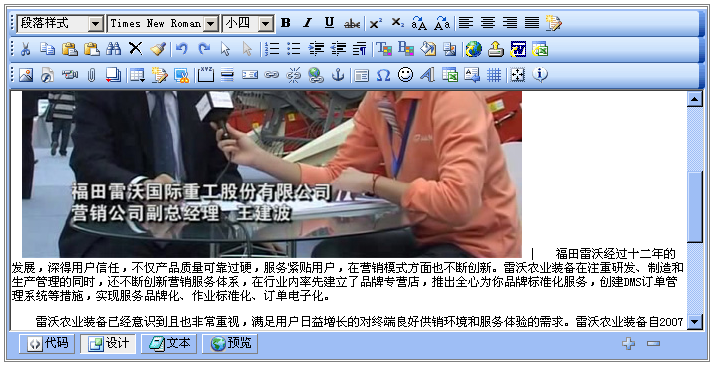 段落样式 Times New Roman 小四 B I U abc
福田雷沃国际重工股份有限公司
营销公司副总经理 王建波
福田雷沃经过十二年的
发展，深得用户信任，不仅产品质量可靠过硬，服务紧贴用户，在营销模式方面也不断创新。雷沃农业装备在注重研发、制造和
生产管理的同时，还不断创新营销服务体系，在行业内率先建立了品牌专营店，推出全心为你品牌标准化服务，创建DMS订单管
理系统等措施，实现服务品牌化、作业标准化、订单电子化。
雷沃农业装备已经意识到且也非常重视，满足用户日益增长的对终端良好供销环境和服务体验的需求。雷沃农业装备自2007
代码 设计 文本 预览